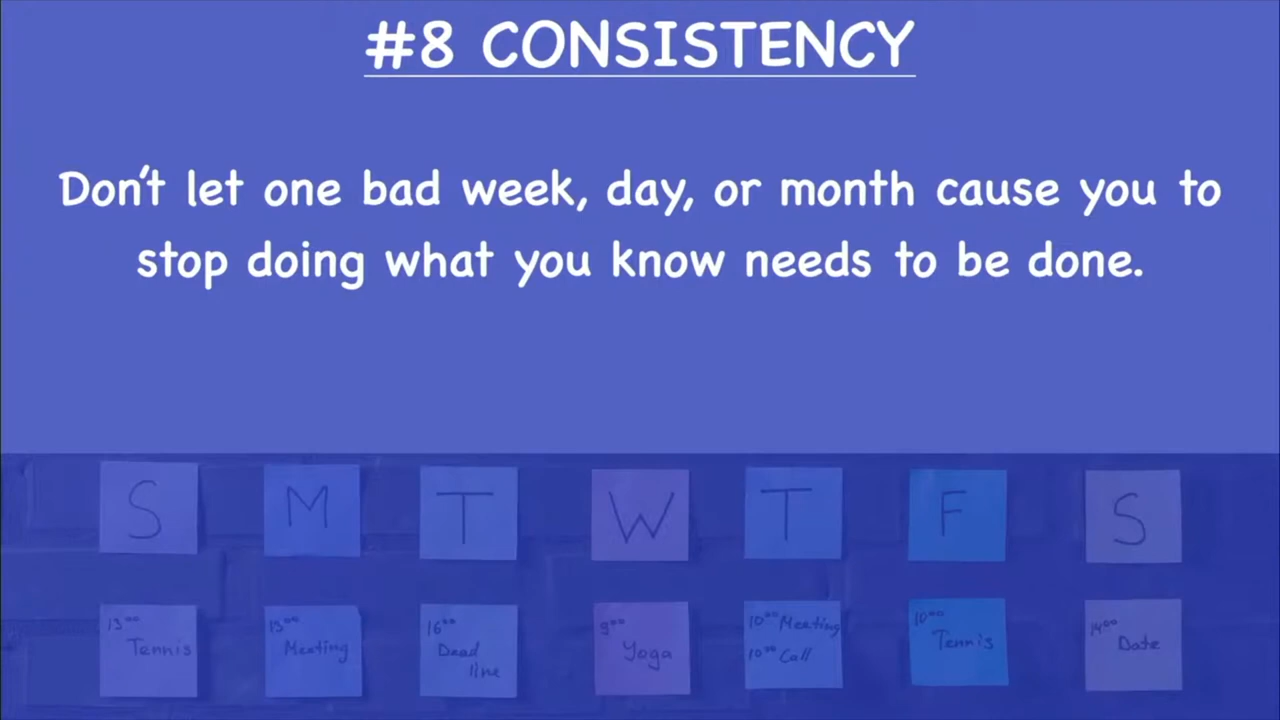 #8 CONSISTENCY
Don't let one bad week, day, or month cause you to
stop doing what you know needs to be done.
S M T W T F S
13⁰⁰ Tennis
15⁰⁰ Meeting
16⁰⁰ Dead
line
9⁰⁰ Yoga
10⁰⁰ Meeting
10³⁰ Call
10⁰⁰ Tennis
14⁰⁰ Date